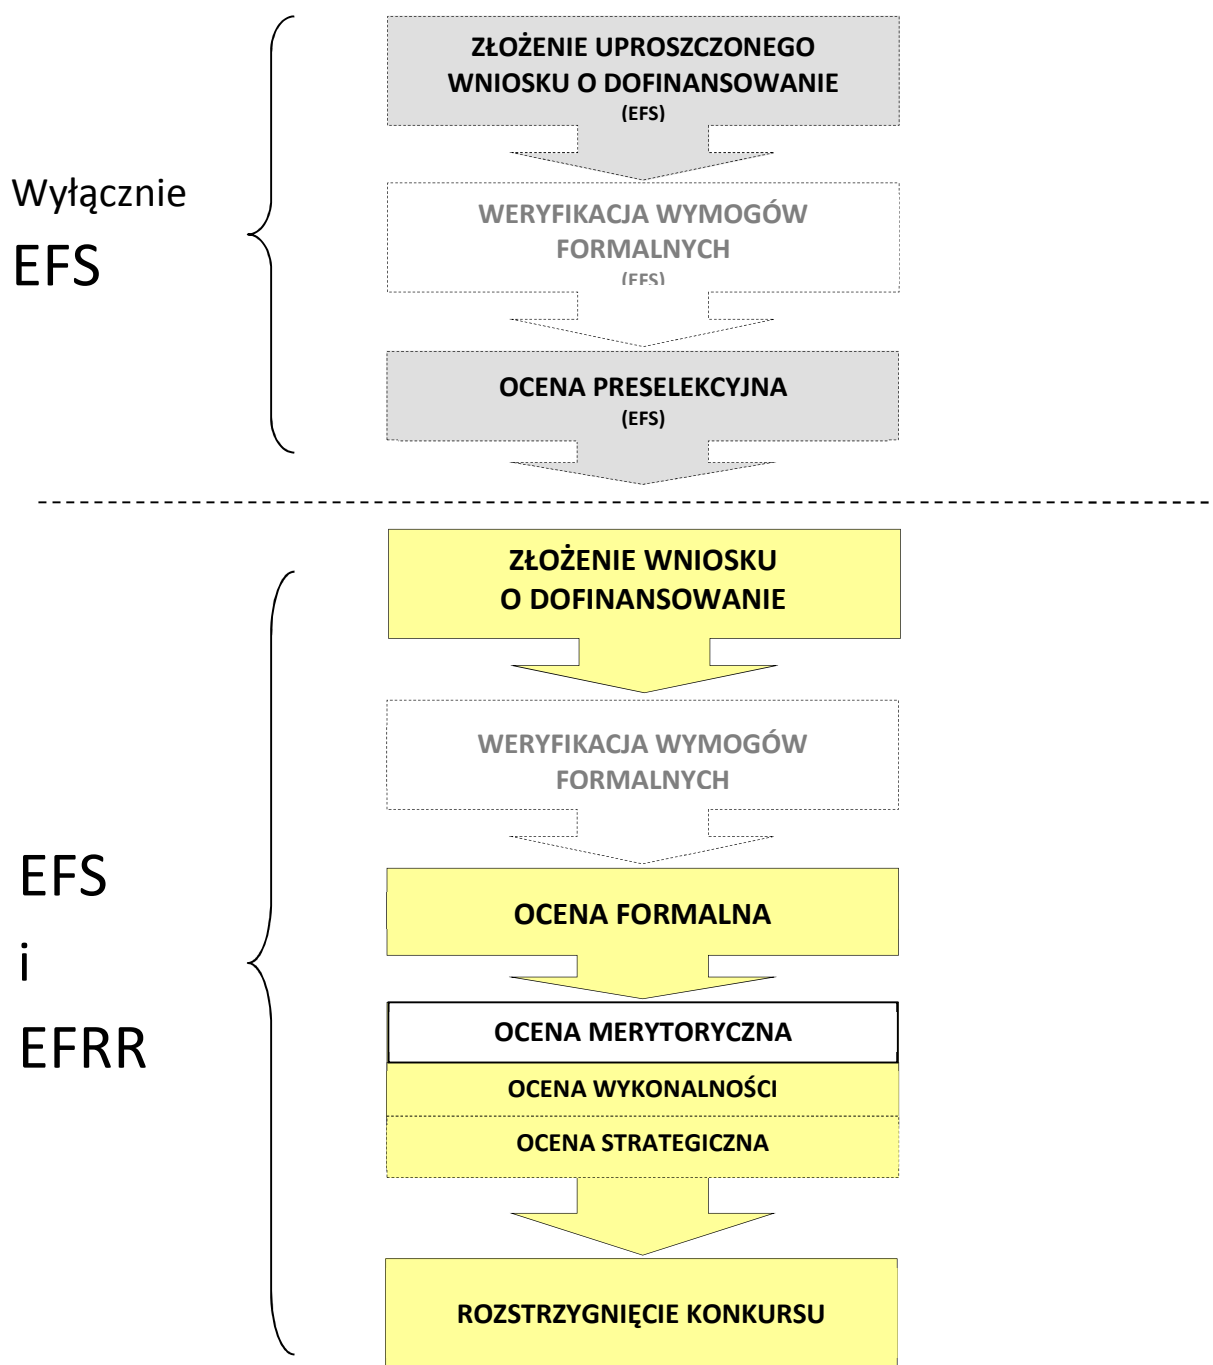 ZŁOŻENIE UPROSZCZONEGO
WNIOSKU O DOFINANSOWANIE
(EFS)
Wyłącznie
EFS
WERYFIKACJA WYMOGÓW
FORMALNYCH
(EFS)
OCENA PRESELEKCYJNA
(EFS)
ZŁOŻENIE WNIOSKU
O DOFINANSOWANIE
WERYFIKACJA WYMOGÓW
FORMALNYCH
EFS
i
EFRR
OCENA FORMALNA
OCENA MERYTORYCZNA
OCENA WYKONALNOŚCI
OCENA STRATEGICZNA
ROZSTRZYGNIĘCIE KONKURSU